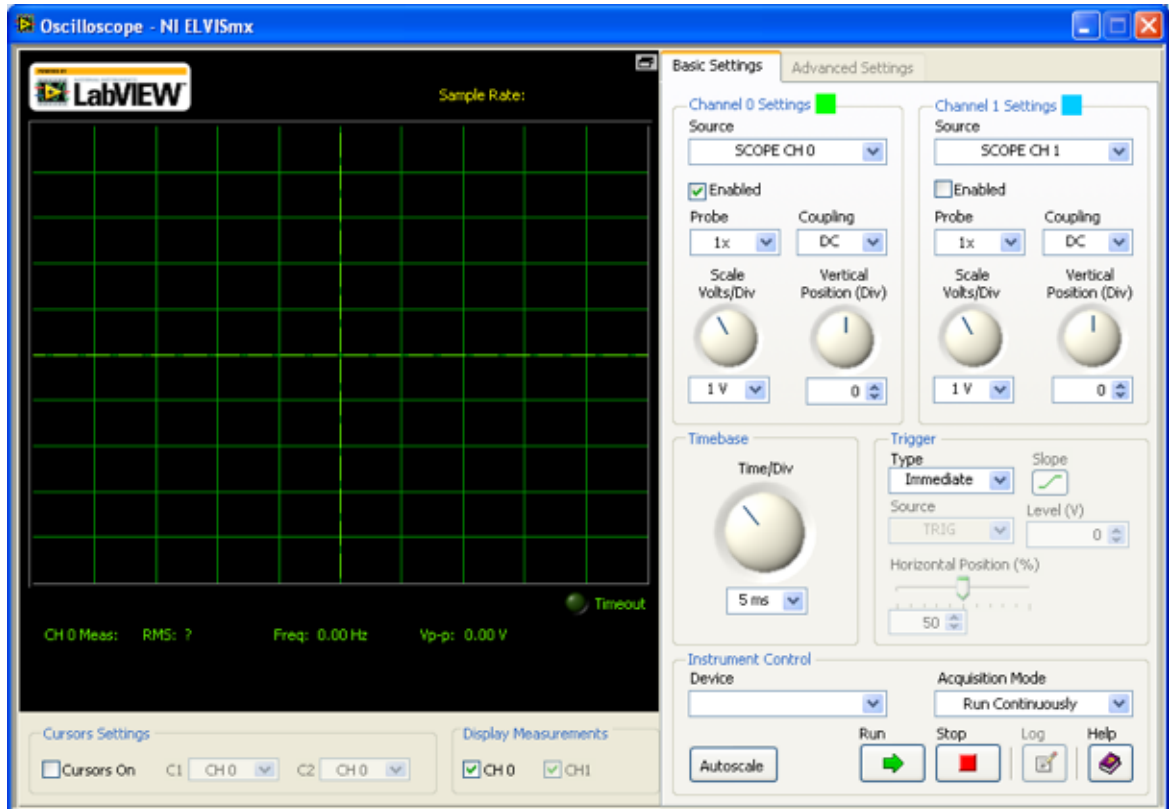 Oscilloscope - NI ELVISmx
LabVIEW
Sample Rate:
Timeout
CH 0 Meas: RMS: ? Freq: 0.00 Hz Vp-p: 0.00 V
Cursors Settings
Cursors On C1 CH 0 C2 CH 0
Display Measurements
CH 0 CH1
Basic Settings Advanced Settings
Channel 0 Settings
Source
SCOPE CH 0
Enabled
Probe Coupling
1x DC
Scale Vertical
Volts/Div Position (Div)
1 V 0
Channel 1 Settings
Source
SCOPE CH 1
Enabled
Probe Coupling
1x DC
Scale Vertical
Volts/Div Position (Div)
1 V 0
Timebase
Time/Div
5 ms
Trigger
Type Slope
Immediate
Source Level (V)
TRIG 0
Horizontal Position (%)
50
Instrument Control
Device Acquisition Mode
Run Continuously
Run Stop Log Help
Autoscale